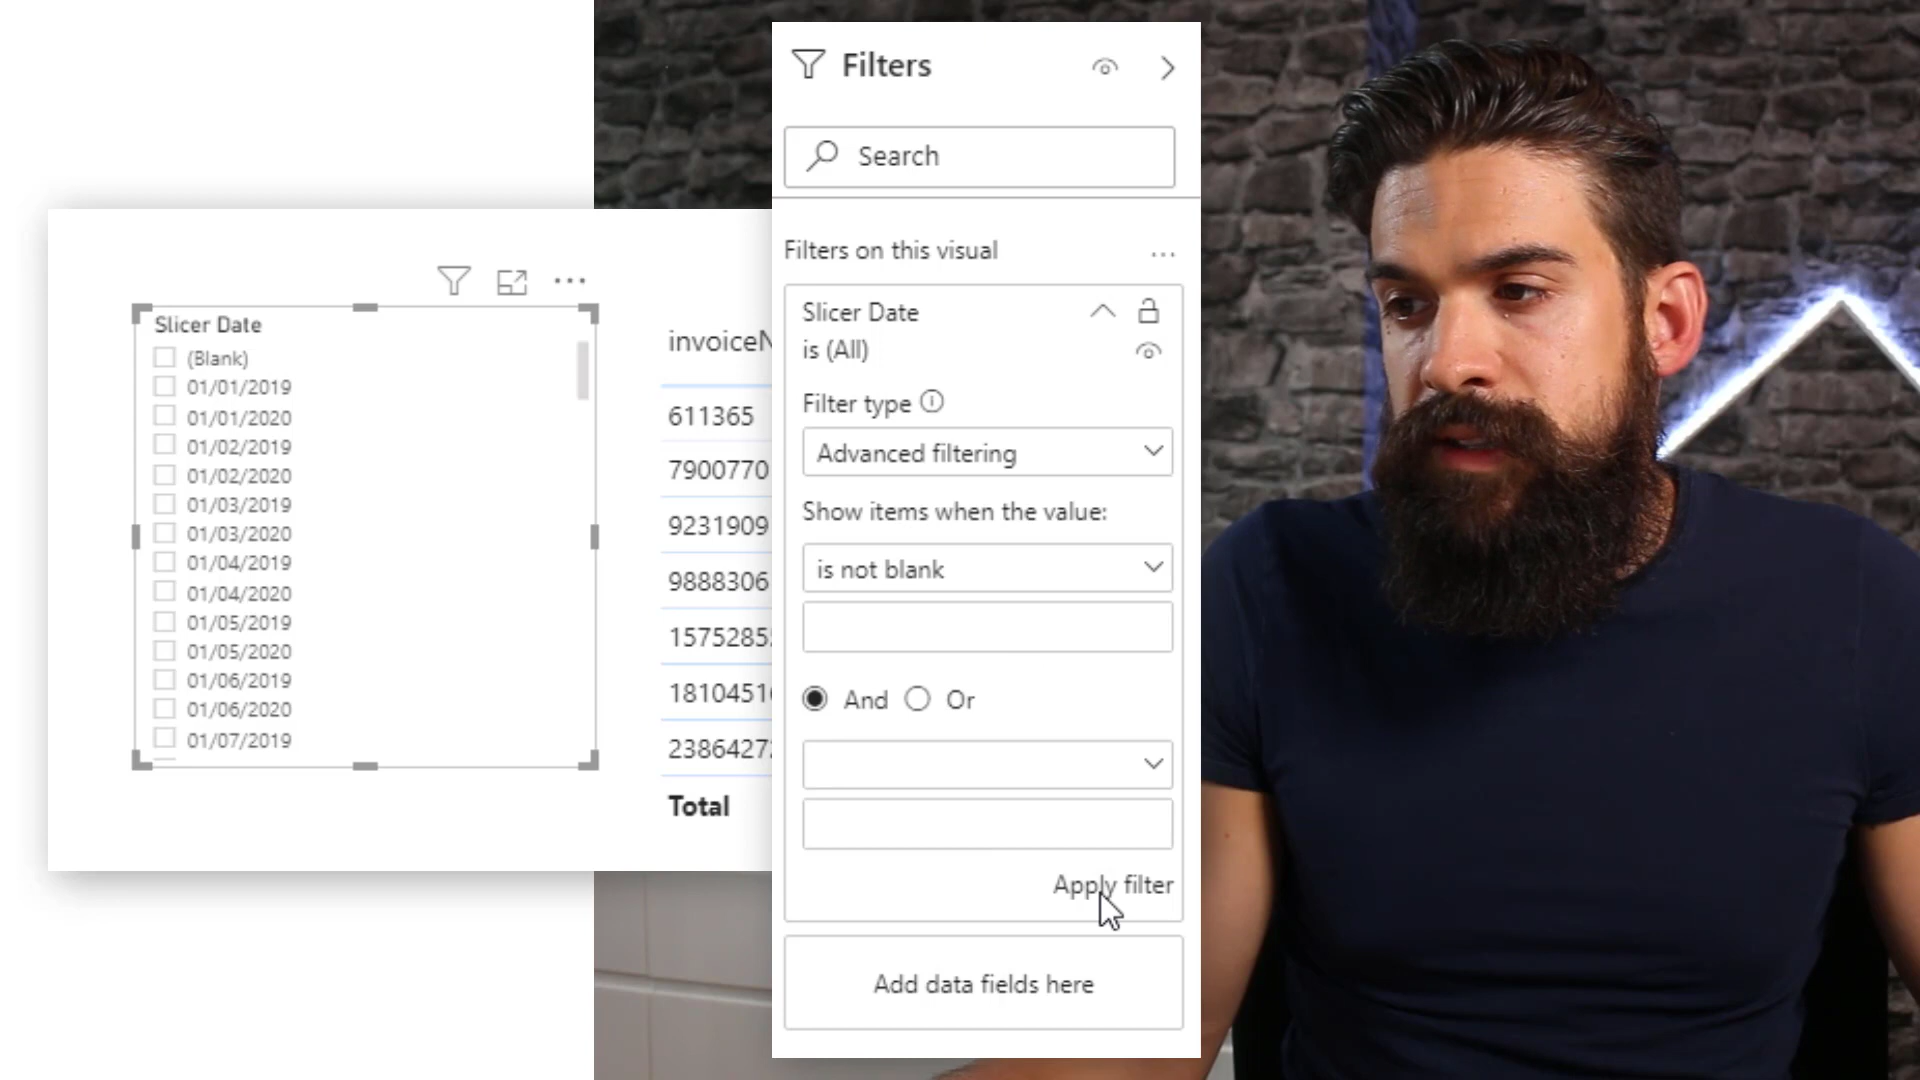 Slicer Date
(Blank)
01/01/2019
01/01/2020
01/02/2019
01/02/2020
01/03/2019
01/03/2020
01/04/2019
01/04/2020
01/05/2019
01/05/2020
01/06/2019
01/06/2020
01/07/2019
invoiceN
611365
7900770
9231909
9888306
15752855
1810451
23864273
Total
Filters
Search
Filters on this visual
Slicer Date
is (All)
Filter type
Advanced filtering
Show items when the value:
is not blank
And Or
Apply filter
Add data fields here